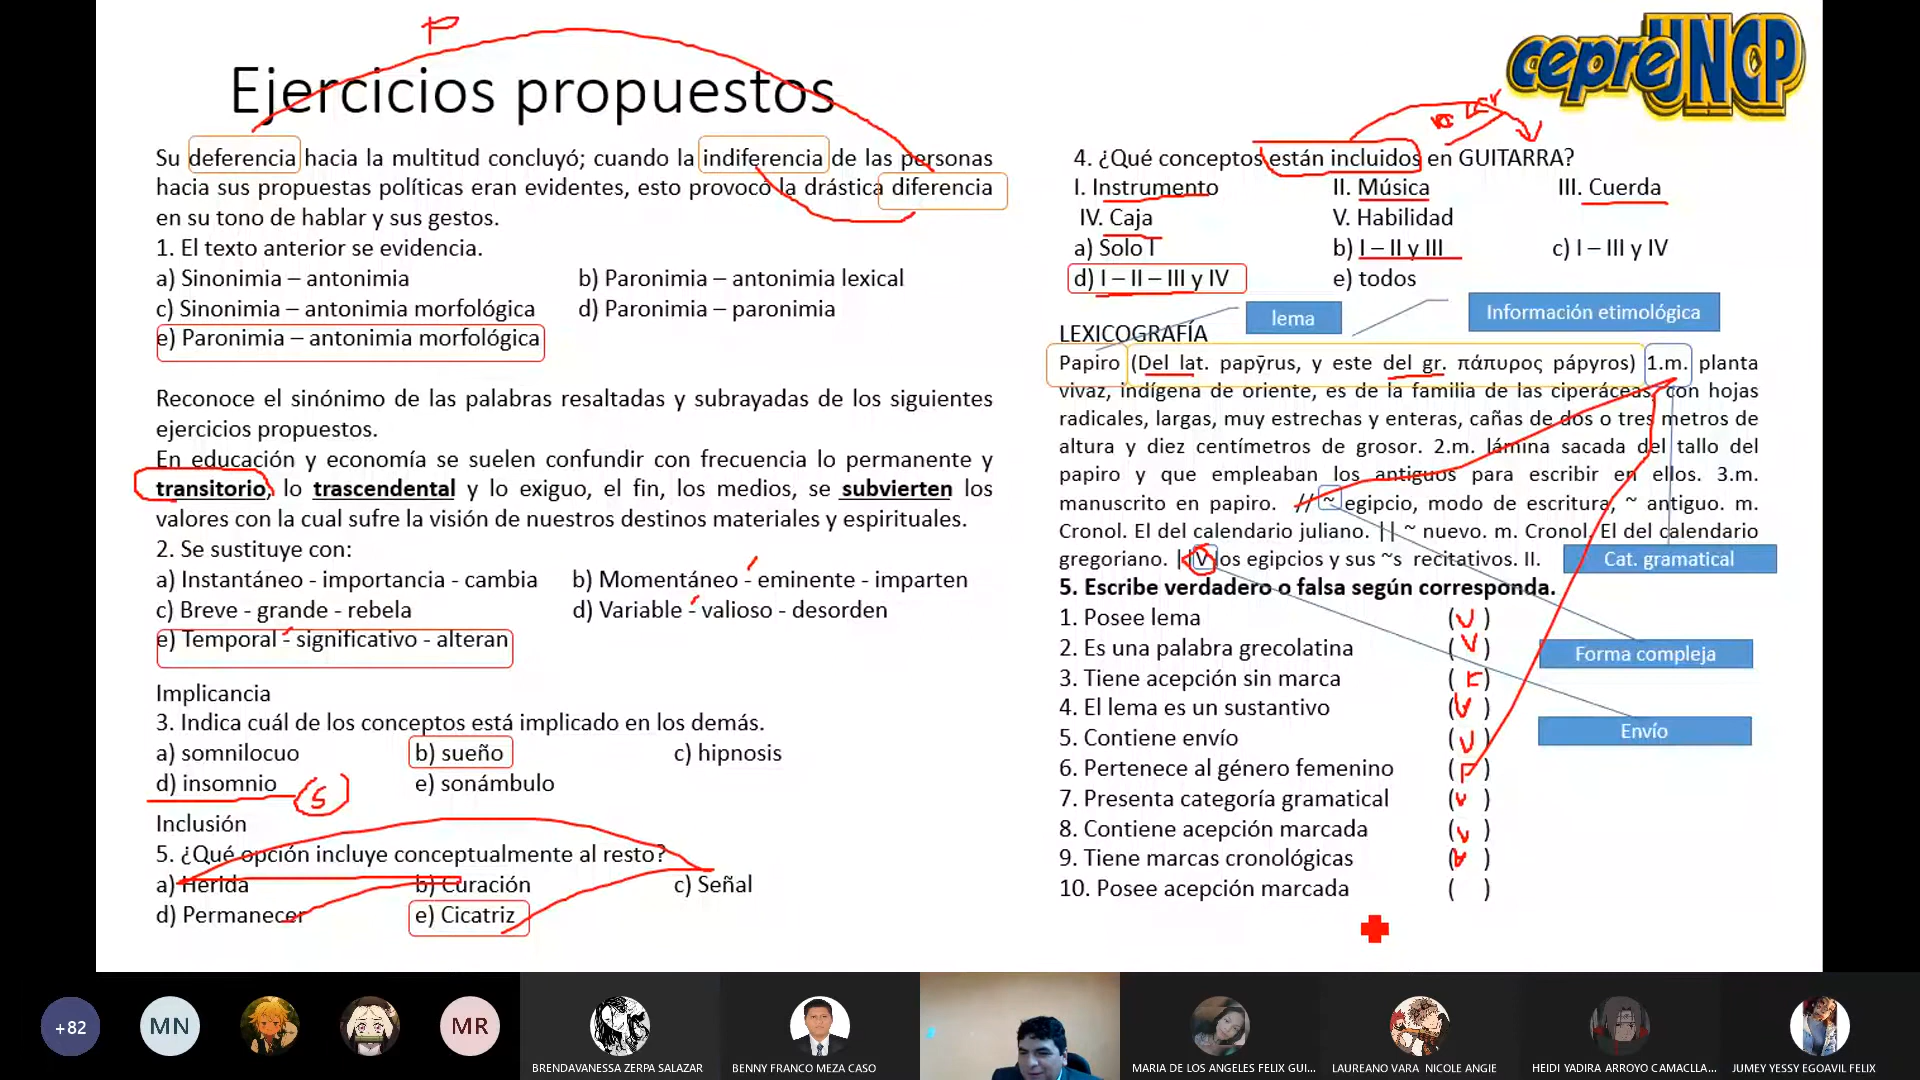 Ejercicios propuestos
cepreUNCP
P
Su deferencia hacia la multitud concluyó; cuando la indiferencia de las personas
hacia sus propuestas políticas eran evidentes, esto provocó la drástica diferencia
en su tono de hablar y sus gestos.
1. El texto anterior se evidencia.
a) Sinonimia – antonimia
b) Paronimia – antonimia lexical
c) Sinonimia – antonimia morfológica
d) Paronimia – paronimia
e) Paronimia – antonimia morfológica
Reconoce el sinónimo de las palabras resaltadas y subrayadas de los siguientes
ejercicios propuestos.
En educación y economía se suelen confundir con frecuencia lo permanente y
transitorio, lo trascendental y lo exiguo, el fin, los medios, se subvierten los
valores con la cual sufre la visión de nuestros destinos materiales y espirituales.
2. Se sustituye con:
a) Instantáneo - importancia - cambia
b) Momentáneo - eminente - imparten
c) Breve - grande - rebela
d) Variable - valioso - desorden
e) Temporal - significativo - alteran
Implicancia
3. Indica cuál de los conceptos está implicado en los demás.
a) somnilocuo
b) sueño
c) hipnosis
d) insomnio
e) sonámbulo
S
Inclusión
5. ¿Qué opción incluye conceptualmente al resto?
a) Herida
b) Curación
c) Señal
d) Permanecer
e) Cicatriz
4. ¿Qué conceptos están incluidos en GUITARRA?
I. Instrumento
II. Música
III. Cuerda
IV. Caja
V. Habilidad
a) Solo I
b) I – II y III
c) I – III y IV
d) I – II – III y IV
e) todos
lema
Información etimológica
LEXICOGRAFÍA
Papiro (Del lat. papȳrus, y este del gr. πάπυρος pápyros) 1.m. planta
vivaz, indígena de oriente, es de la familia de las ciperáceas, con hojas
radicales, largas, muy estrechas y enteras, cañas de dos o tres metros de
altura y diez centímetros de grosor. 2.m. lámina sacada del tallo del
papiro y que empleaban los antiguos para escribir en ellos. 3.m.
manuscrito en papiro. // ~ egipcio, modo de escritura, ~ antiguo. m.
Cronol. El del calendario juliano. || ~ nuevo. m. Cronol. El del calendario
gregoriano. || V los egipcios y sus ~s recitativos. II.
Cat. gramatical
5. Escribe verdadero o falsa según corresponda.
1. Posee lema (V)
2. Es una palabra grecolatina (V)
3. Tiene acepción sin marca (F)
4. El lema es un sustantivo (V)
5. Contiene envío (V)
6. Pertenece al género femenino (F)
7. Presenta categoría gramatical (V)
8. Contiene acepción marcada (V)
9. Tiene marcas cronológicas (V)
10. Posee acepción marcada ( )
Forma compleja
Envío
+82
MN
MR
BRENDAVANESSA ZERPA SALAZAR
BENNY FRANCO MEZA CASO
MARIA DE LOS ANGELES FELIX GUI...
LAUREANO VARA NICOLE ANGIE
HEIDI YADIRA ARROYO CAMACLLA...
JUMEY YESSY EGOAVIL FELIX